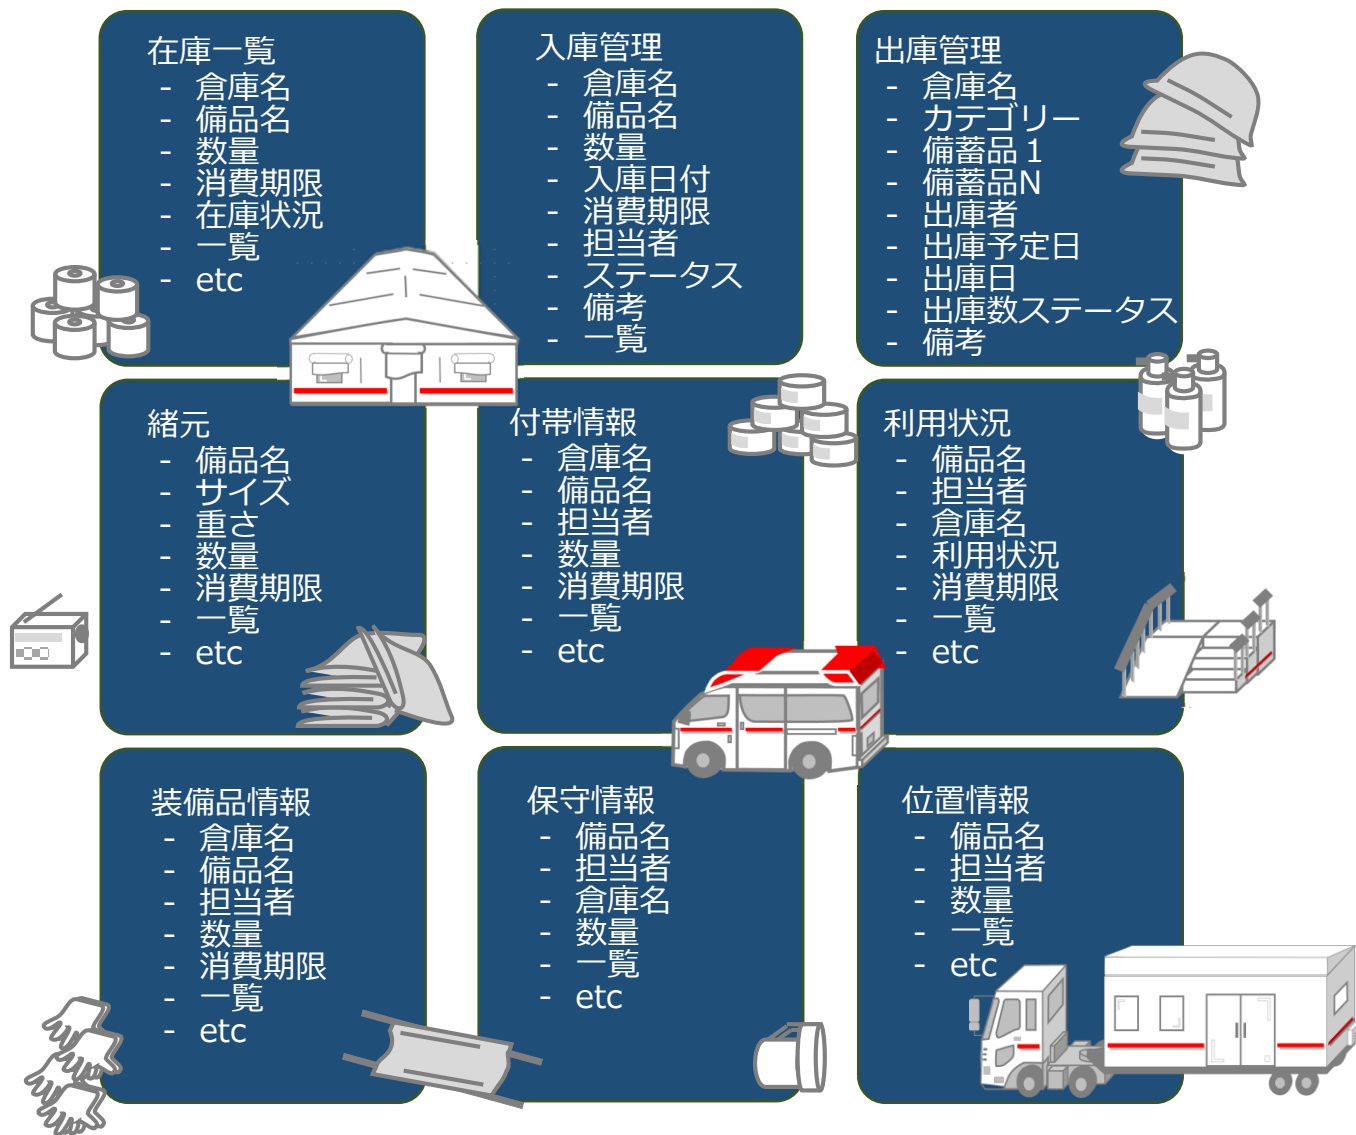 在庫一覧
- 倉庫名
- 備品名
- 数量
- 消費期限
- 在庫状況
- 一覧
- etc
入庫管理
- 倉庫名
- 備品名
- 数量
- 入庫日付
- 消費期限
- 担当者
- ステータス
- 備考
- 一覧
出庫管理
- 倉庫名
- カテゴリー
- 備蓄品１
- 備蓄品N
- 出庫者
- 出庫予定日
- 出庫日
- 出庫数ステータス
- 備考
緒元
- 備品名
- サイズ
- 重さ
- 数量
- 消費期限
- 一覧
- etc
付帯情報
- 倉庫名
- 備品名
- 担当者
- 数量
- 消費期限
- 一覧
- etc
利用状況
- 備品名
- 担当者
- 倉庫名
- 利用状況
- 消費期限
- 一覧
- etc
装備品情報
- 倉庫名
- 備品名
- 担当者
- 数量
- 消費期限
- 一覧
- etc
保守情報
- 備品名
- 担当者
- 倉庫名
- 数量
- 一覧
- etc
位置情報
- 備品名
- 担当者
- 数量
- 一覧
- etc